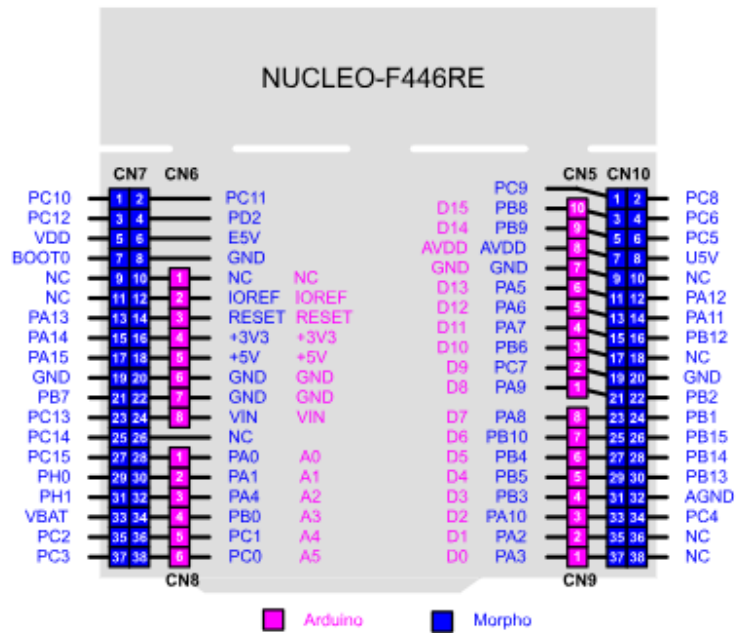 NUCLEO-F446RE
CN7 CN6 CN5 CN10
PC9
PC10 1 2 PC11 1 2 PC8
PC12 3 4 PD2 D15 PB8 10 3 4 PC6
VDD 5 6 E5V D14 PB9 9 5 6 PC5
BOOT0 7 8 GND AVDD AVDD 8 7 8 U5V
NC 9 10 1 NC NC GND GND 7 9 10 NC
NC 11 12 2 IOREF IOREF D13 PA5 6 11 12 PA12
PA13 13 14 3 RESET RESET D12 PA6 5 13 14 PA11
PA14 15 16 4 +3V3 +3V3 D11 PA7 4 15 16 PB12
PA15 17 18 5 +5V +5V D10 PB6 3 17 18 NC
GND 19 20 6 GND GND D9 PC7 2 19 20 GND
PB7 21 22 7 GND GND D8 PA9 1 21 22 PB2
PC13 23 24 8 VIN VIN D7 PA8 8 23 24 PB1
PC14 25 26 NC D6 PB10 7 25 26 PB15
PC15 27 28 1 PA0 A0 D5 PB4 6 27 28 PB14
PH0 29 30 2 PA1 A1 D4 PB5 5 29 30 PB13
PH1 31 32 3 PA4 A2 D3 PB3 4 31 32 AGND
VBAT 33 34 4 PB0 A3 D2 PA10 3 33 34 PC4
PC2 35 36 5 PC1 A4 D1 PA2 2 35 36 NC
PC3 37 38 6 PC0 A5 D0 PA3 1 37 38 NC
CN8 CN9
Arduino Morpho